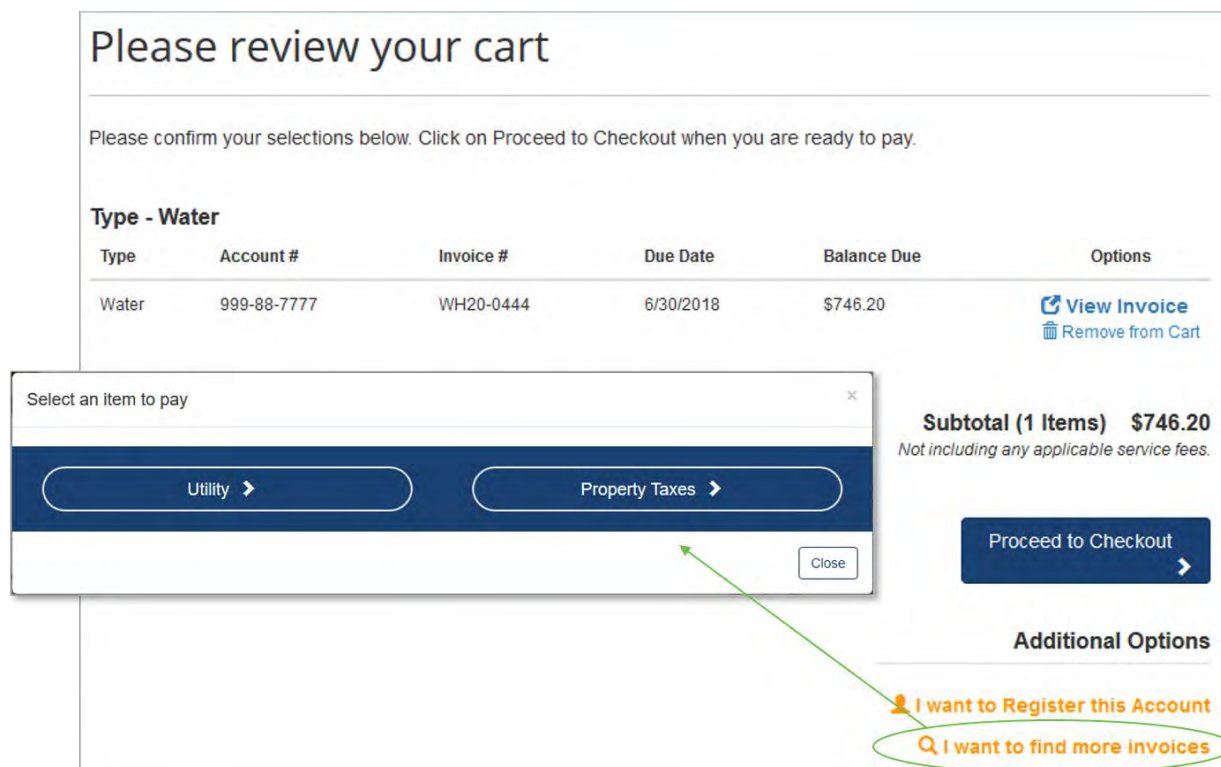 Please review your cart
Please confirm your selections below. Click on Proceed to Checkout when you are ready to pay.
Type - Water
Type Account # Invoice # Due Date Balance Due Options
Water 999-88-7777 WH20-0444 6/30/2018 $746.20 View Invoice
Remove from Cart
Select an item to pay ×
Utility Property Taxes
Close
Subtotal (1 Items) $746.20
Not including any applicable service fees.
Proceed to Checkout
Additional Options
I want to Register this Account
I want to find more invoices